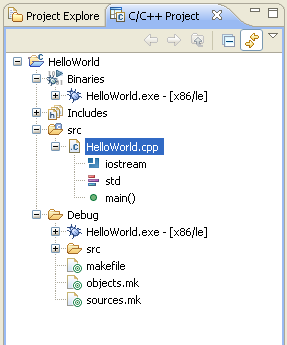 Project Explore
C/C++ Project
HelloWorld
Binaries
HelloWorld.exe - [x86/le]
Includes
src
HelloWorld.cpp
iostream
std
main()
Debug
HelloWorld.exe - [x86/le]
src
makefile
objects.mk
sources.mk